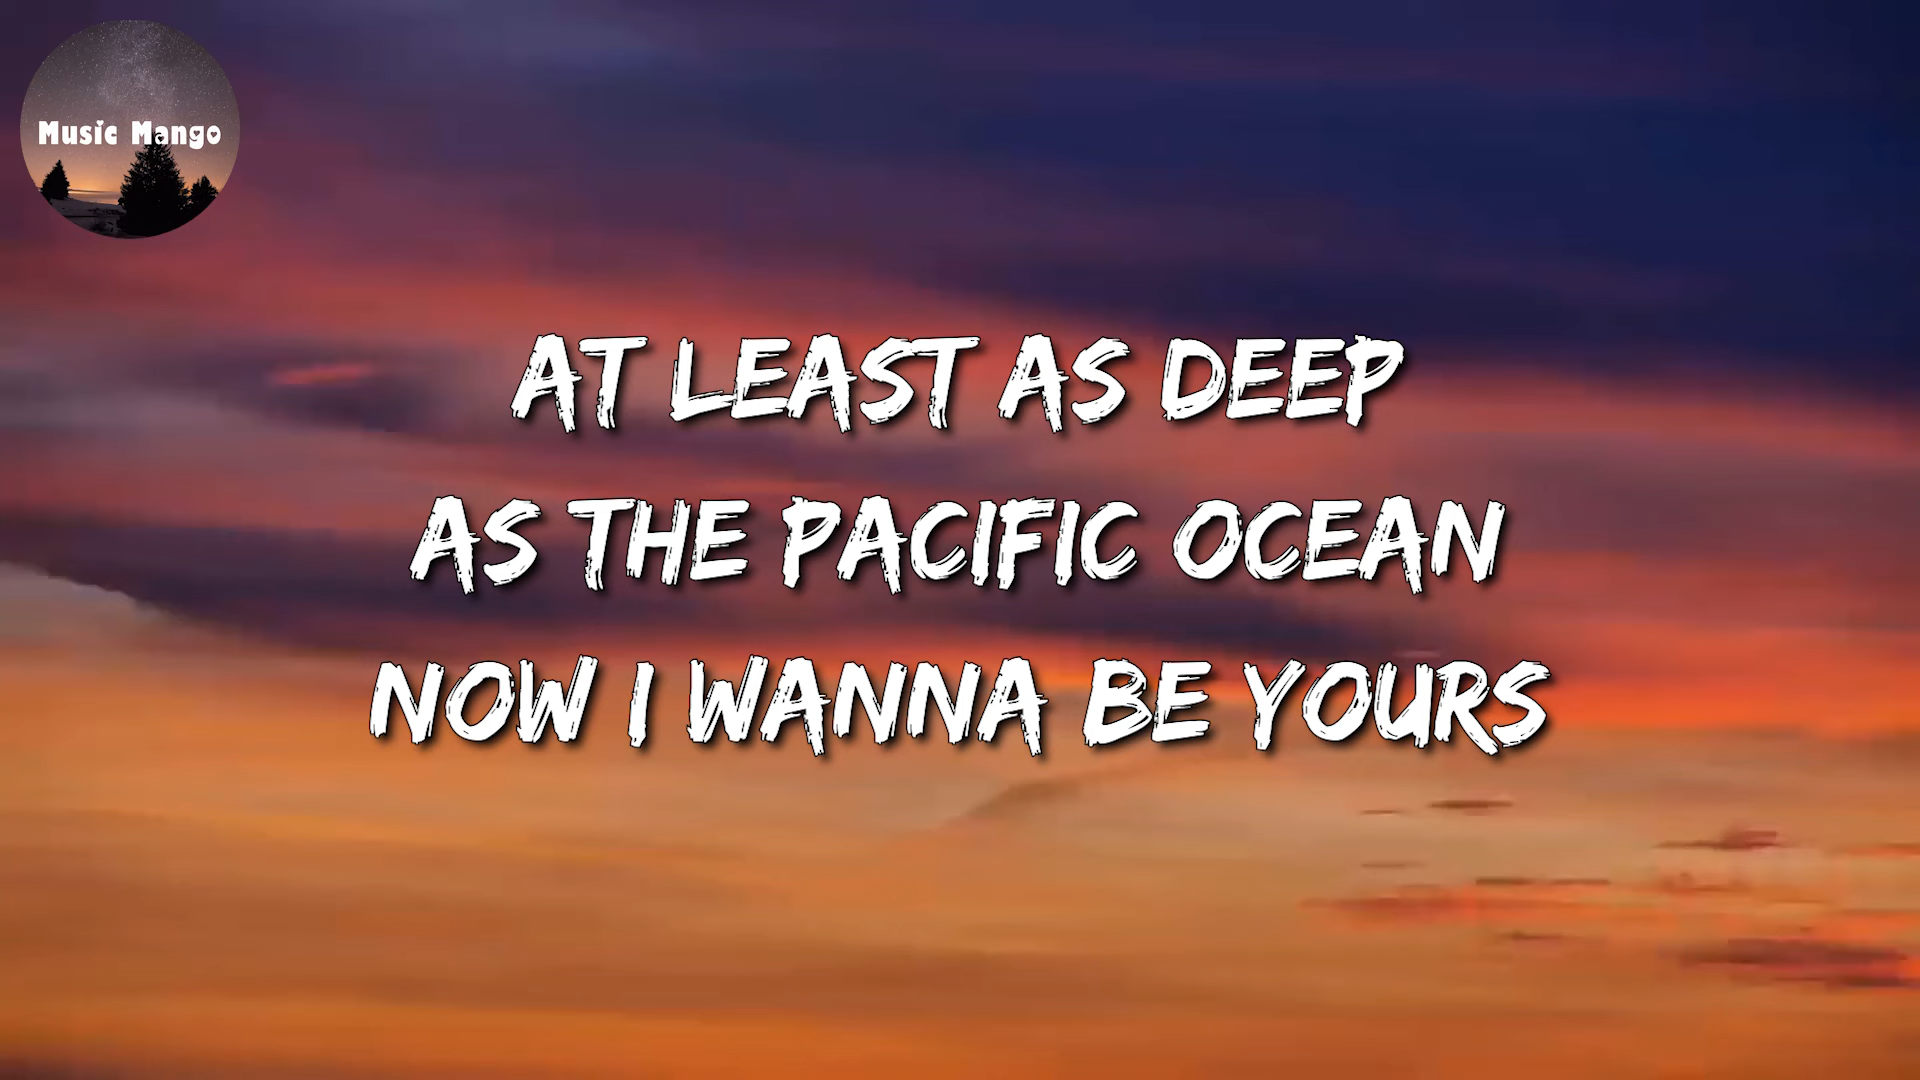 Music Mango
AT LEAST AS DEEP
AS THE PACIFIC OCEAN
NOW I WANNA BE YOURS